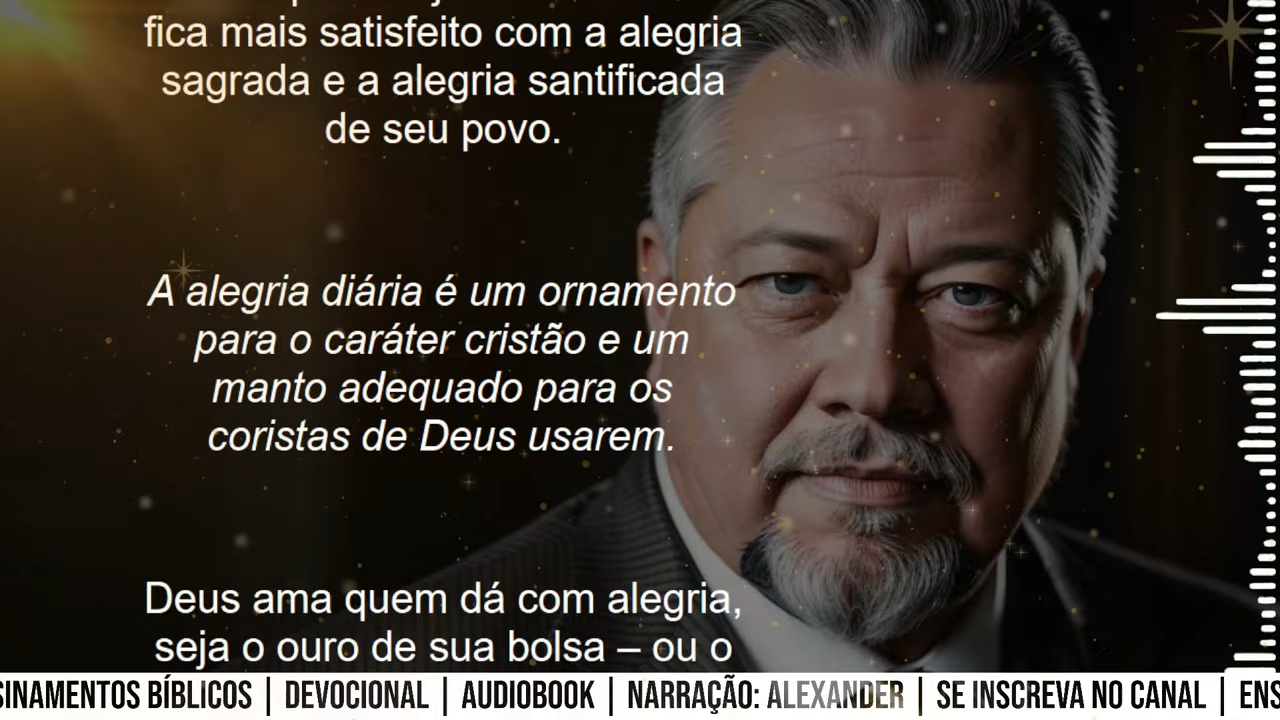 fica mais satisfeito com a alegria
sagrada e a alegria santificada
de seu povo.
A alegria diária é um ornamento
para o caráter cristão e um
manto adequado para os
coristas de Deus usarem.
Deus ama quem dá com alegria,
seja o ouro de sua bolsa – ou o
SINAMENTOS BÍBLICOS | DEVOCIONAL | AUDIOBOOK | NARRAÇÃO: ALEXANDER | SE INSCREVA NO CANAL | ENS